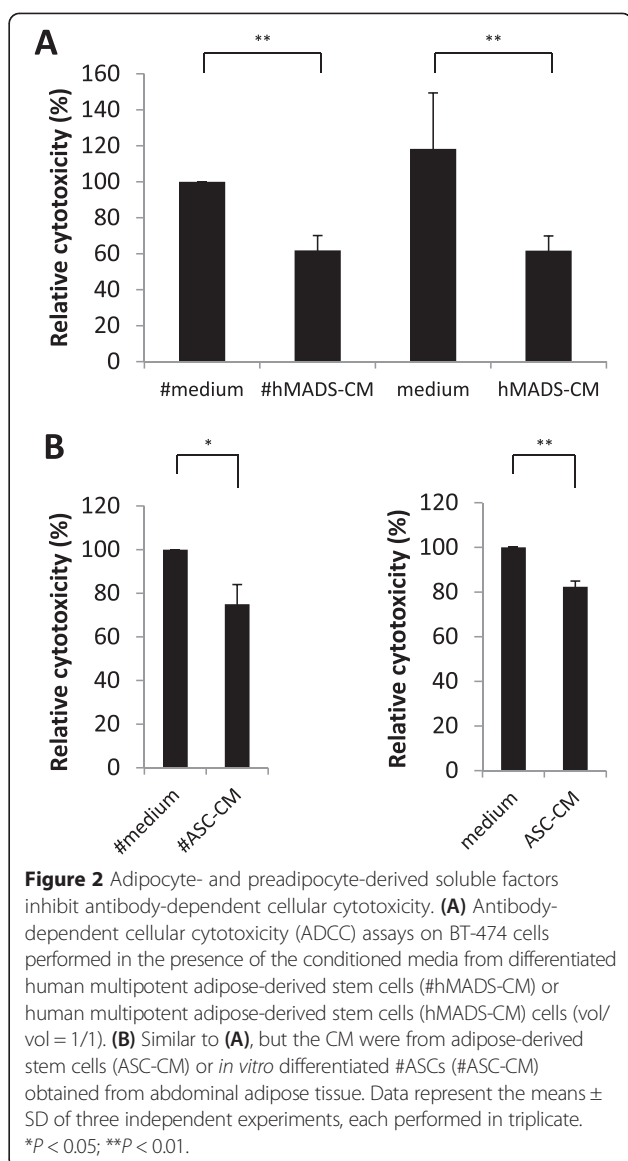 A
** **
160
140
120
100
80
60
40
20
0
Relative cytotoxicity (%)
#medium #hMADS-CM medium hMADS-CM
B
*
120
100
80
60
40
20
0
Relative cytotoxicity (%)
#medium
#ASC-CM
**
120
100
80
60
40
20
0
Relative cytotoxicity (%)
medium
ASC-CM
Figure 2 Adipocyte- and preadipocyte-derived soluble factors
inhibit antibody-dependent cellular cytotoxicity. (A) Antibody-
dependent cellular cytotoxicity (ADCC) assays on BT-474 cells
performed in the presence of the conditioned media from differentiated
human multipotent adipose-derived stem cells (#hMADS-CM) or
human multipotent adipose-derived stem cells (hMADS-CM) cells (vol/
vol = 1/1). (B) Similar to (A), but the CM were from adipose-derived
stem cells (ASC-CM) or in vitro differentiated #ASCs (#ASC-CM)
obtained from abdominal adipose tissue. Data represent the means ±
SD of three independent experiments, each performed in triplicate.
*P < 0.05; **P < 0.01.